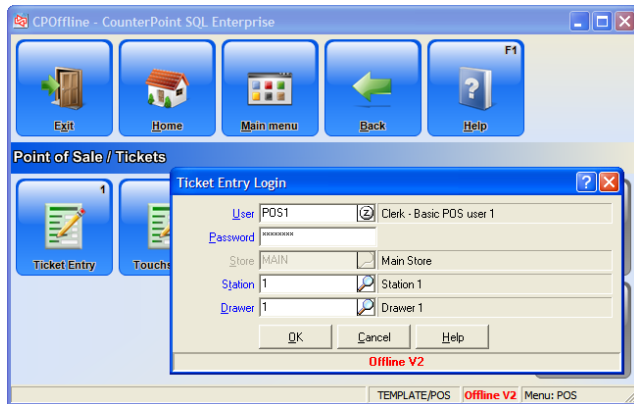 CPOffline - CounterPoint SQL Enterprise
F1
Exit
Home
Main menu
Back
Help
Point of Sale / Tickets
1
Ticket Entry
Touchs
Ticket Entry Login
User POS1 Clerk - Basic POS user 1
Password ********
Store MAIN Main Store
Station 1 Station 1
Drawer 1 Drawer 1
OK Cancel Help
Offline V2
TEMPLATE/POS Offline V2 Menu: POS